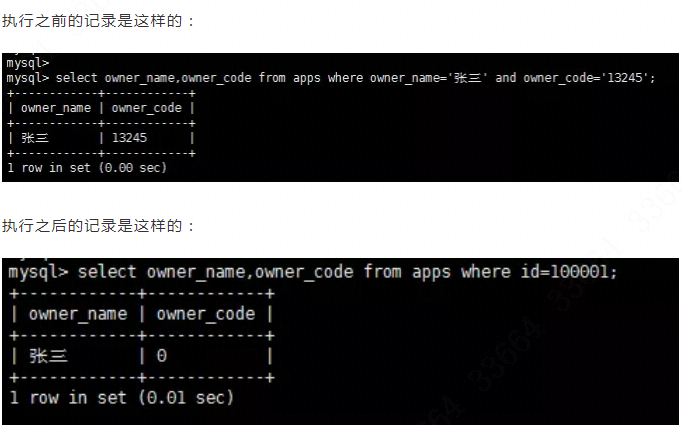 执行之前的记录是这样的：
mysql>
mysql> select owner_name,owner_code from apps where owner_name='张三' and owner_code='13245';
+------------+------------+
| owner_name | owner_code |
+------------+------------+
| 张三 | 13245 |
+------------+------------+
1 row in set (0.00 sec)
执行之后的记录是这样的：
mysql> select owner_name,owner_code from apps where id=100001;
+------------+------------+
| owner_name | owner_code |
+------------+------------+
| 张三 | 0 |
+------------+------------+
1 row in set (0.01 sec)
33664